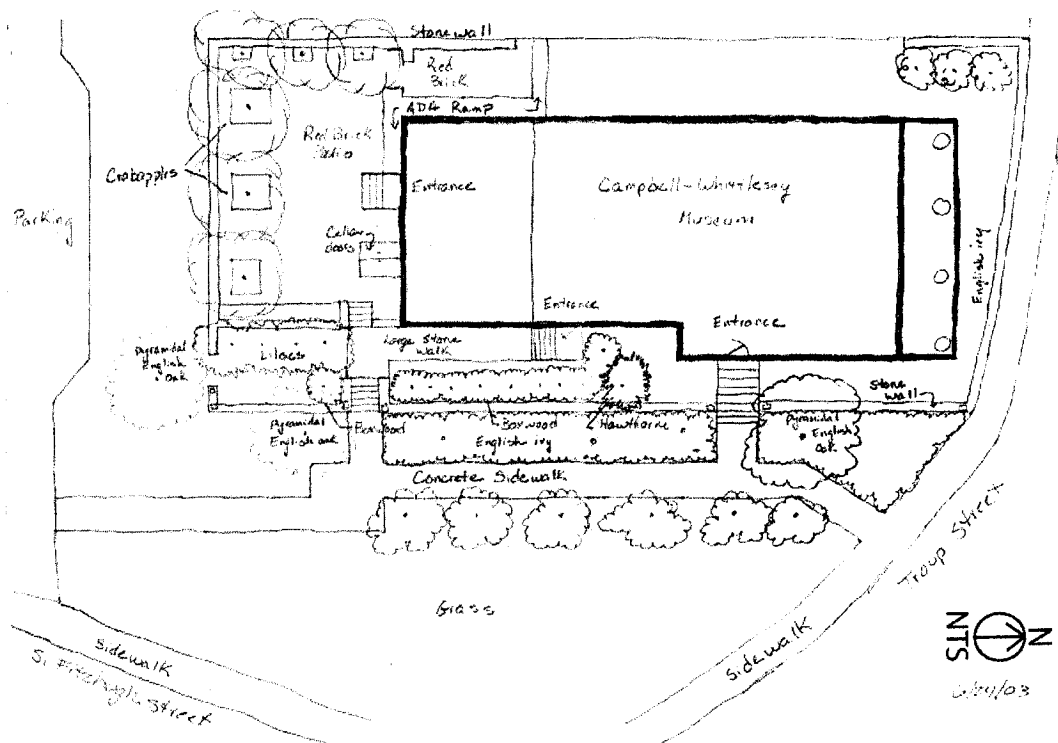 Stone wall
Red
Brick
ADA Ramp
Red Brick
Patio
Crabapples
Parking
Entrance
Campbell-Whittlesey
Museum
Cellar
doors
English ivy
Entrance
Entrance
Pyramidal
English
Oak
Lilacs
Large Stone
Walk
Stone
wall
Pyramidal
English oak
Boxwood
Boxwood
English ivy
Hawthorne
Pyramidal
English
Oak
Concrete Sidewalk
Troup Street
Grass
N
NTS
Sidewalk
Sidewalk
S. Fitzhugh Street